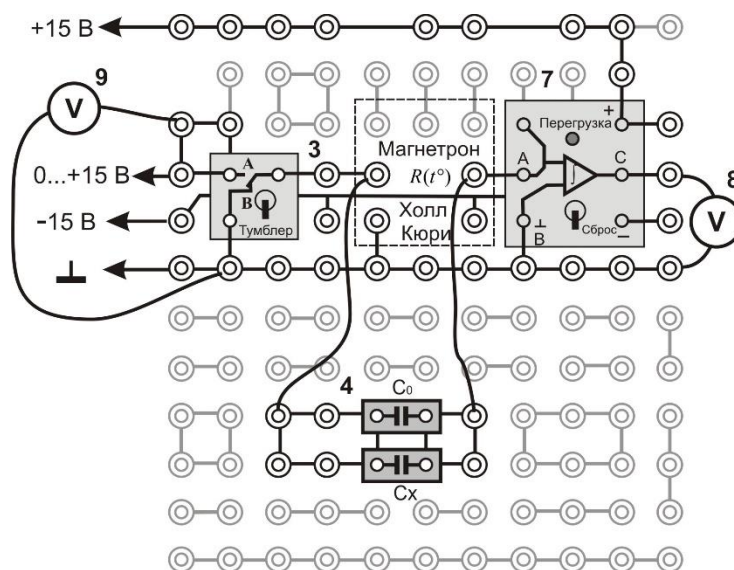 +15 В
9
V
0...+15 В
-15 В
A
B
Тумблер
3
Магнетрон
R(t°)
Холл
Кюри
7
Перегрузка
+
A
∫
C
⊥
B
Сброс
–
8
V
4
C₀
Cx